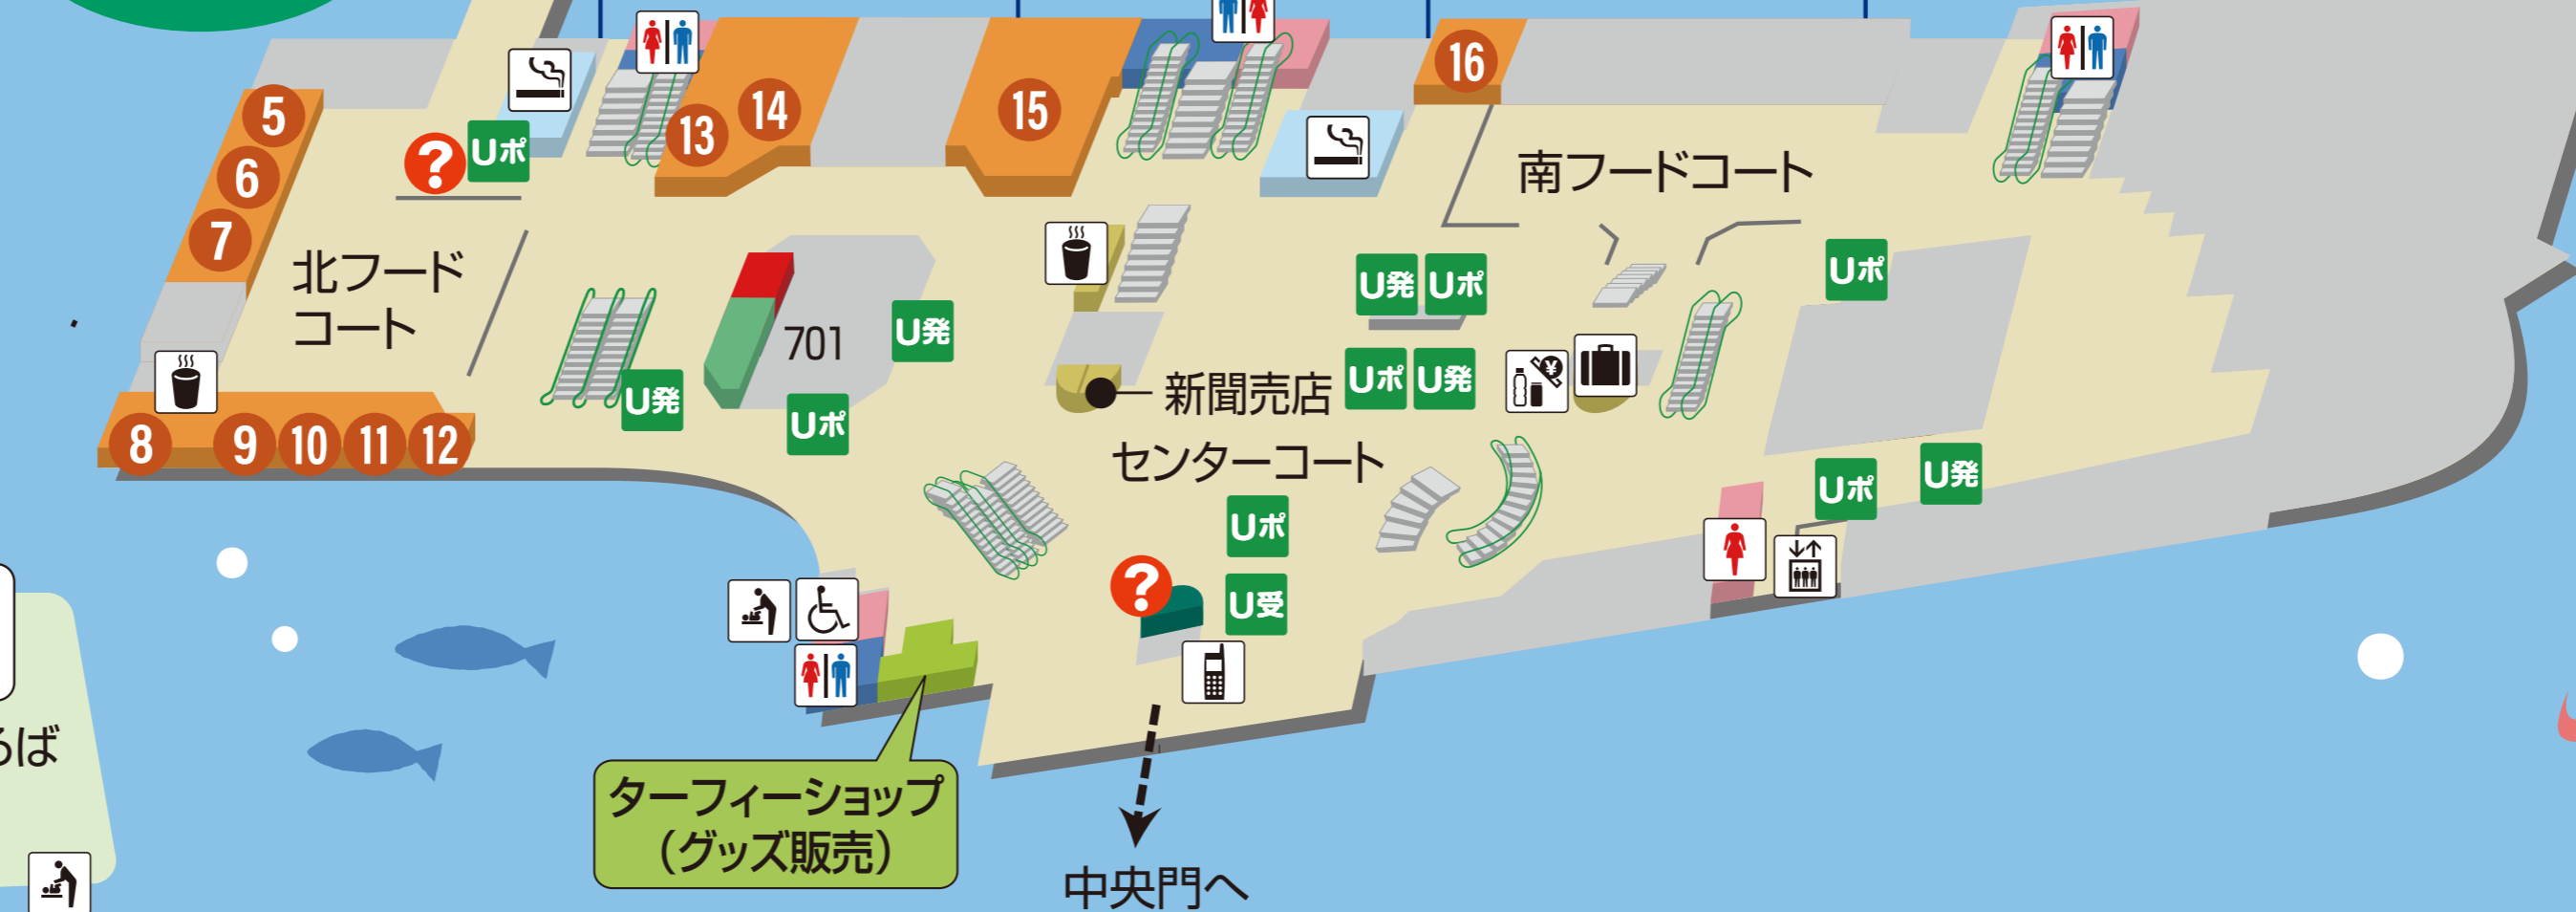 16
14
15
5
13
?
Uポ
6
南フードコート
7
北フード
コート
Uポ
U発
Uポ
701
U発
U発
Uポ
Uポ
U発
¥
新聞売店
センターコート
8
9
10
11
12
Uポ
U発
Uポ
?
U受
ば
ターフィーショップ
(グッズ販売)
中央門へ